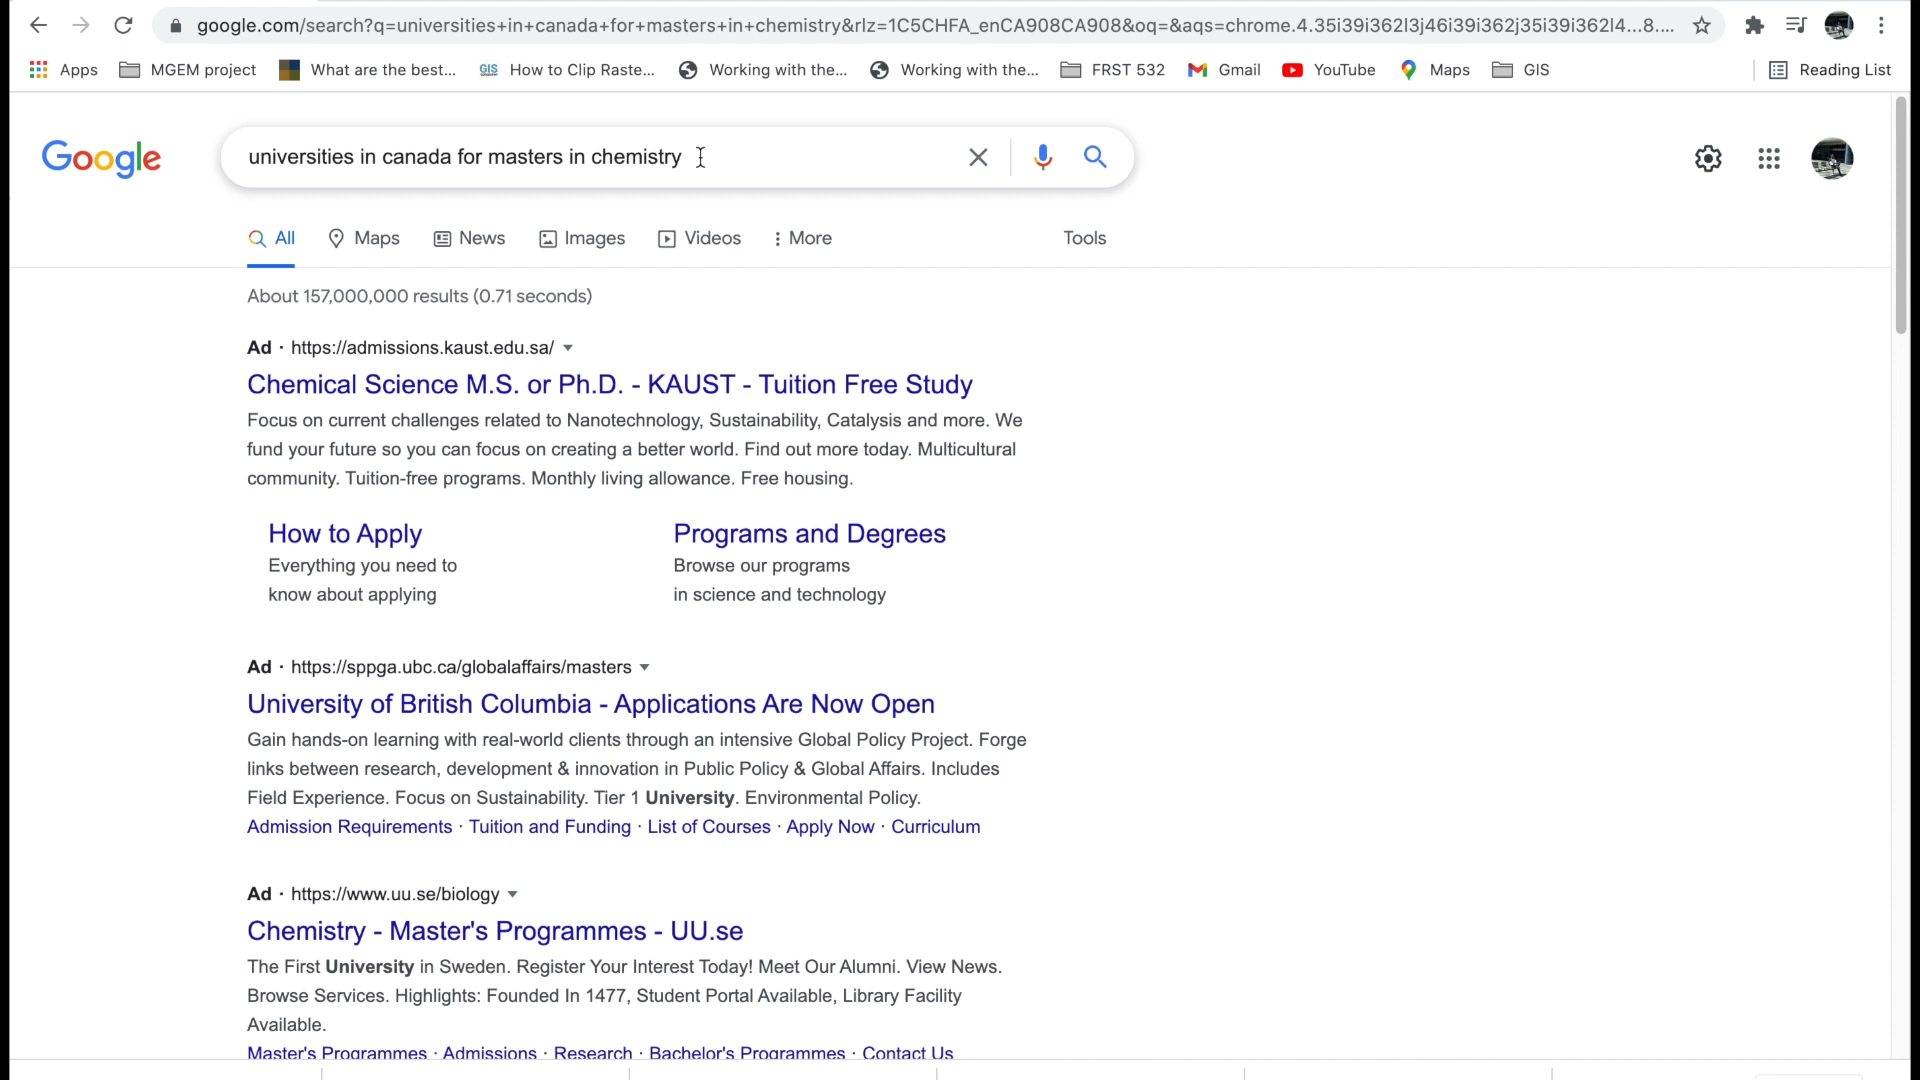 google.com/search?q=universities+in+canada+for+masters+in+chemistry&rlz=1C5CHFA_enCA908CA908&oq=&aqs=chrome.4.35i39i362l3j46i39i362j35i39i362l4...8....
Apps MGEM project What are the best... GIS How to Clip Raste... Working with the... Working with the... FRST 532 Gmail YouTube Maps GIS Reading List
Google universities in canada for masters in chemistry
All Maps News Images Videos More Tools
About 157,000,000 results (0.71 seconds)
Ad · https://admissions.kaust.edu.sa/
Chemical Science M.S. or Ph.D. - KAUST - Tuition Free Study
Focus on current challenges related to Nanotechnology, Sustainability, Catalysis and more. We
fund your future so you can focus on creating a better world. Find out more today. Multicultural
community. Tuition-free programs. Monthly living allowance. Free housing.
How to Apply Programs and Degrees
Everything you need to Browse our programs
know about applying in science and technology
Ad · https://sppga.ubc.ca/globalaffairs/masters
University of British Columbia - Applications Are Now Open
Gain hands-on learning with real-world clients through an intensive Global Policy Project. Forge
links between research, development & innovation in Public Policy & Global Affairs. Includes
Field Experience. Focus on Sustainability. Tier 1 University. Environmental Policy.
Admission Requirements · Tuition and Funding · List of Courses · Apply Now · Curriculum
Ad · https://www.uu.se/biology
Chemistry - Master's Programmes - UU.se
The First University in Sweden. Register Your Interest Today! Meet Our Alumni. View News.
Browse Services. Highlights: Founded In 1477, Student Portal Available, Library Facility
Available.
Master's Programmes · Admissions · Research · Bachelor's Programmes · Contact Us